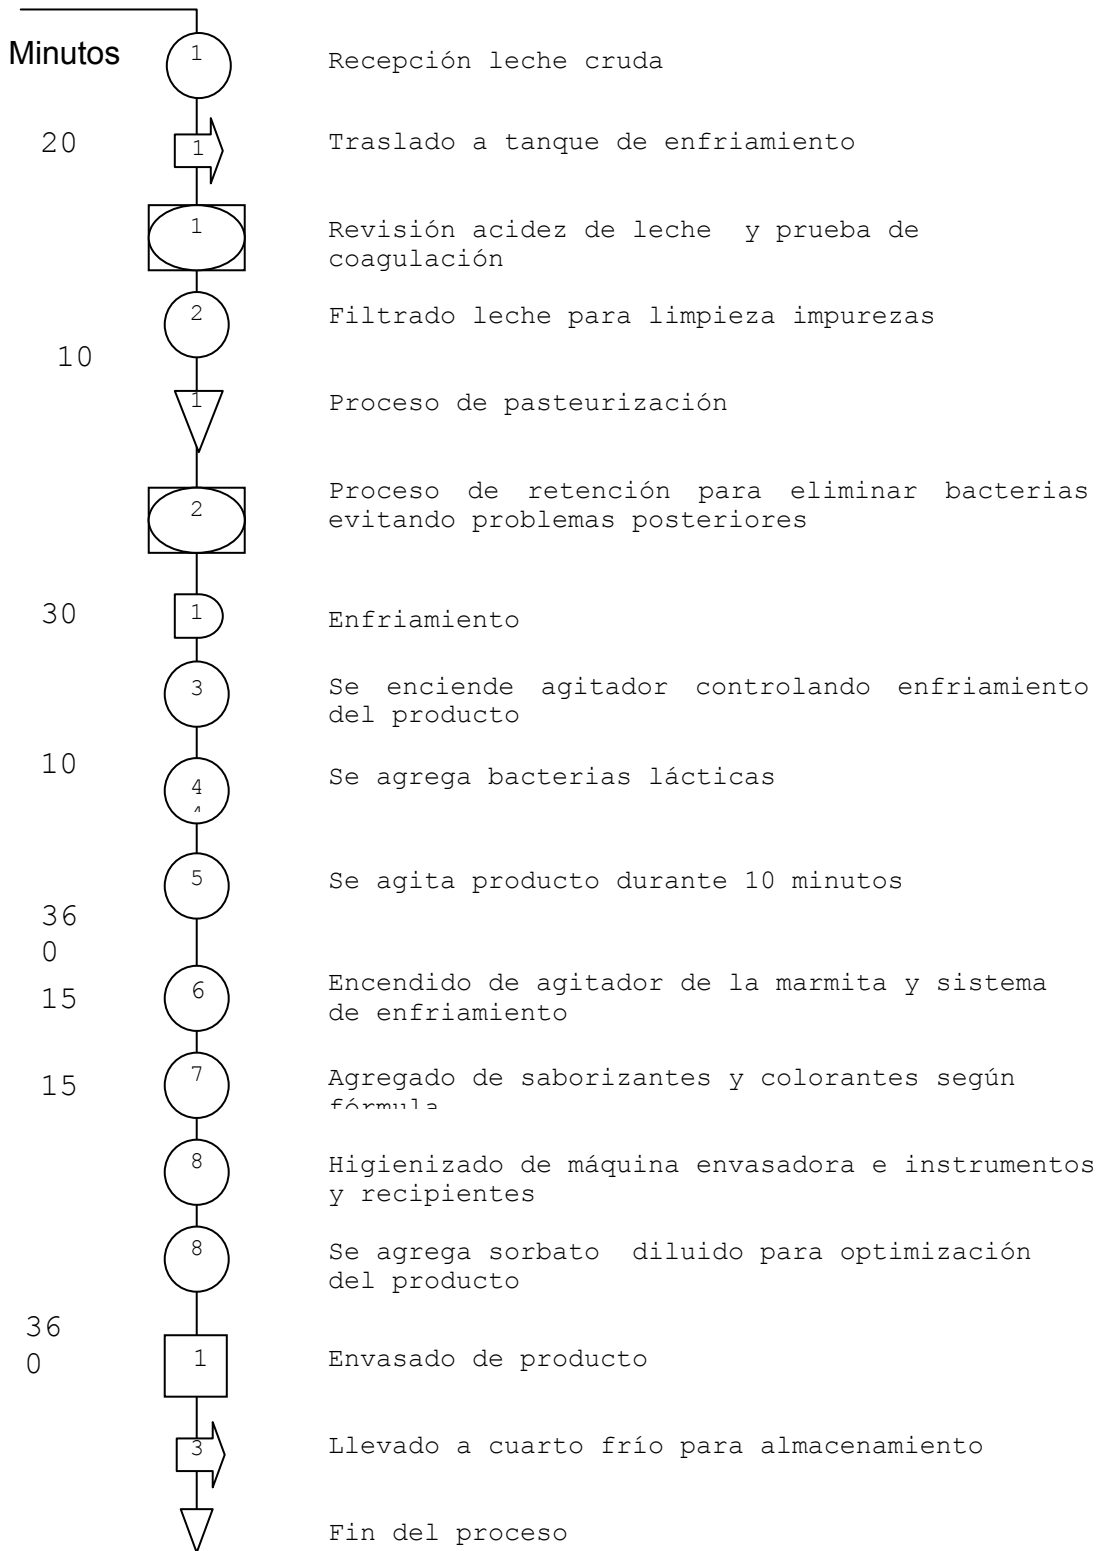 Minutos
1
Recepción leche cruda
20
1
Traslado a tanque de enfriamiento
1
Revisión acidez de leche y prueba de
coagulación
2
Filtrado leche para limpieza impurezas
10
1
Proceso de pasteurización
2
Proceso de retención para eliminar bacterias
evitando problemas posteriores
30
1
Enfriamiento
3
Se enciende agitador controlando enfriamiento
del producto
10
4
Se agrega bacterias lácticas
5
Se agita producto durante 10 minutos
36
0
15
6
Encendido de agitador de la marmita y sistema
de enfriamiento
15
7
Agregado de saborizantes y colorantes según
fórmula
8
Higienizado de máquina envasadora e instrumentos
y recipientes
8
Se agrega sorbato diluido para optimización
del producto
36
0
1
Envasado de producto
3
Llevado a cuarto frío para almacenamiento
Fin del proceso